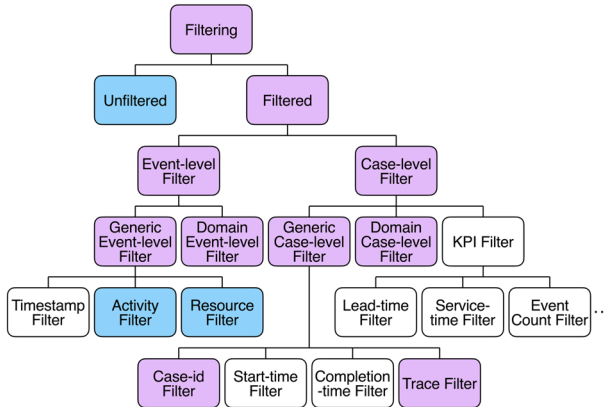 Filtering
Unfiltered
Filtered
Event-level
Filter
Case-level
Filter
Generic
Event-level
Filter
Domain
Event-level
Filter
Generic
Case-level
Filter
Domain
Case-level
Filter
KPI Filter
Timestamp
Filter
Activity
Filter
Resource
Filter
Lead-time
Filter
Service-
time Filter
Event
Count Filter
..
Case-id
Filter
Start-time
Filter
Completion
-time Filter
Trace Filter